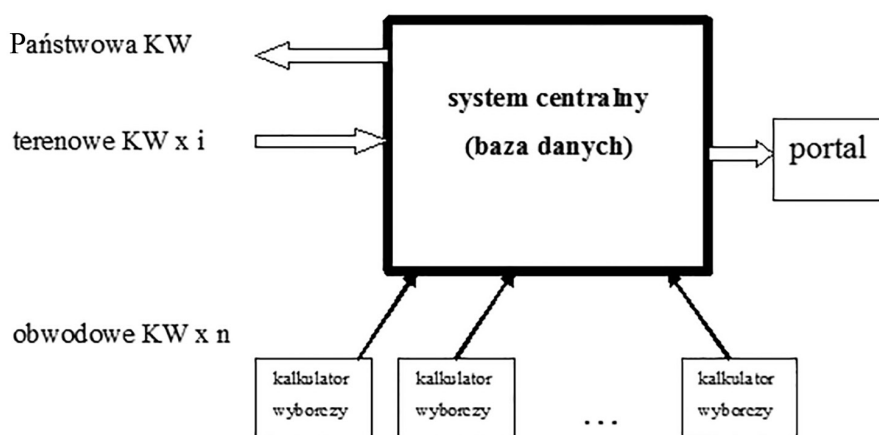 Państwowa KW
system centralny
(baza danych)
terenowe KW x i
portal
obwodowe KW x n
kalkulator
wyborczy
kalkulator
wyborczy
...
kalkulator
wyborczy